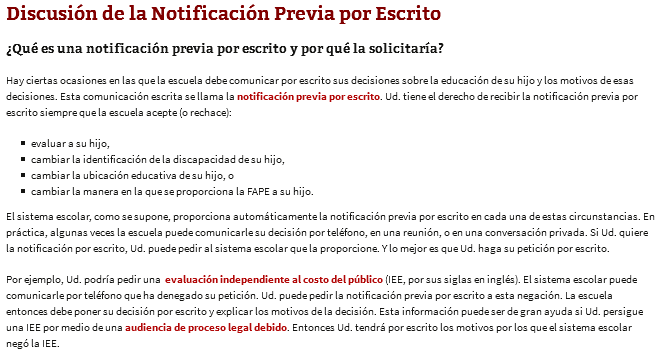 Discusión de la Notificación Previa por Escrito
¿Qué es una notificación previa por escrito y por qué la solicitaría?
Hay ciertas ocasiones en las que la escuela debe comunicar por escrito sus decisiones sobre la educación de su hijo y los motivos de esas
decisiones. Esta comunicación escrita se llama la notificación previa por escrito. Ud. tiene el derecho de recibir la notificación previa por
escrito siempre que la escuela acepte (o rechace):
▪ evaluar a su hijo,
▪ cambiar la identificación de la discapacidad de su hijo,
▪ cambiar la ubicación educativa de su hijo, o
▪ cambiar la manera en la que se proporciona la FAPE a su hijo.
El sistema escolar, como se supone, proporciona automáticamente la notificación previa por escrito en cada una de estas circunstancias. En
práctica, algunas veces la escuela puede comunicarle su decisión por teléfono, en una reunión, o en una conversación privada. Si Ud. quiere
la notificación por escrito, Ud. puede pedir al sistema escolar que la proporcione. Y lo mejor es que Ud. haga su petición por escrito.
Por ejemplo, Ud. podría pedir una evaluación independiente al costo del público (IEE, por sus siglas en inglés). El sistema escolar puede
comunicarle por teléfono que ha denegado su petición. Ud. puede pedir la notificación previa por escrito a esta negación. La escuela
entonces debe poner su decisión por escrito y explicar los motivos de la decisión. Esta información puede ser de gran ayuda si Ud. persigue
una IEE por medio de una audiencia de proceso legal debido. Entonces Ud. tendrá por escrito los motivos por los que el sistema escolar
negó la IEE.